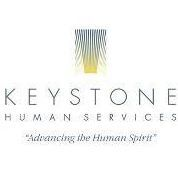 KEYSTONE
HUMAN SERVICES
“Advancing the Human Spirit”